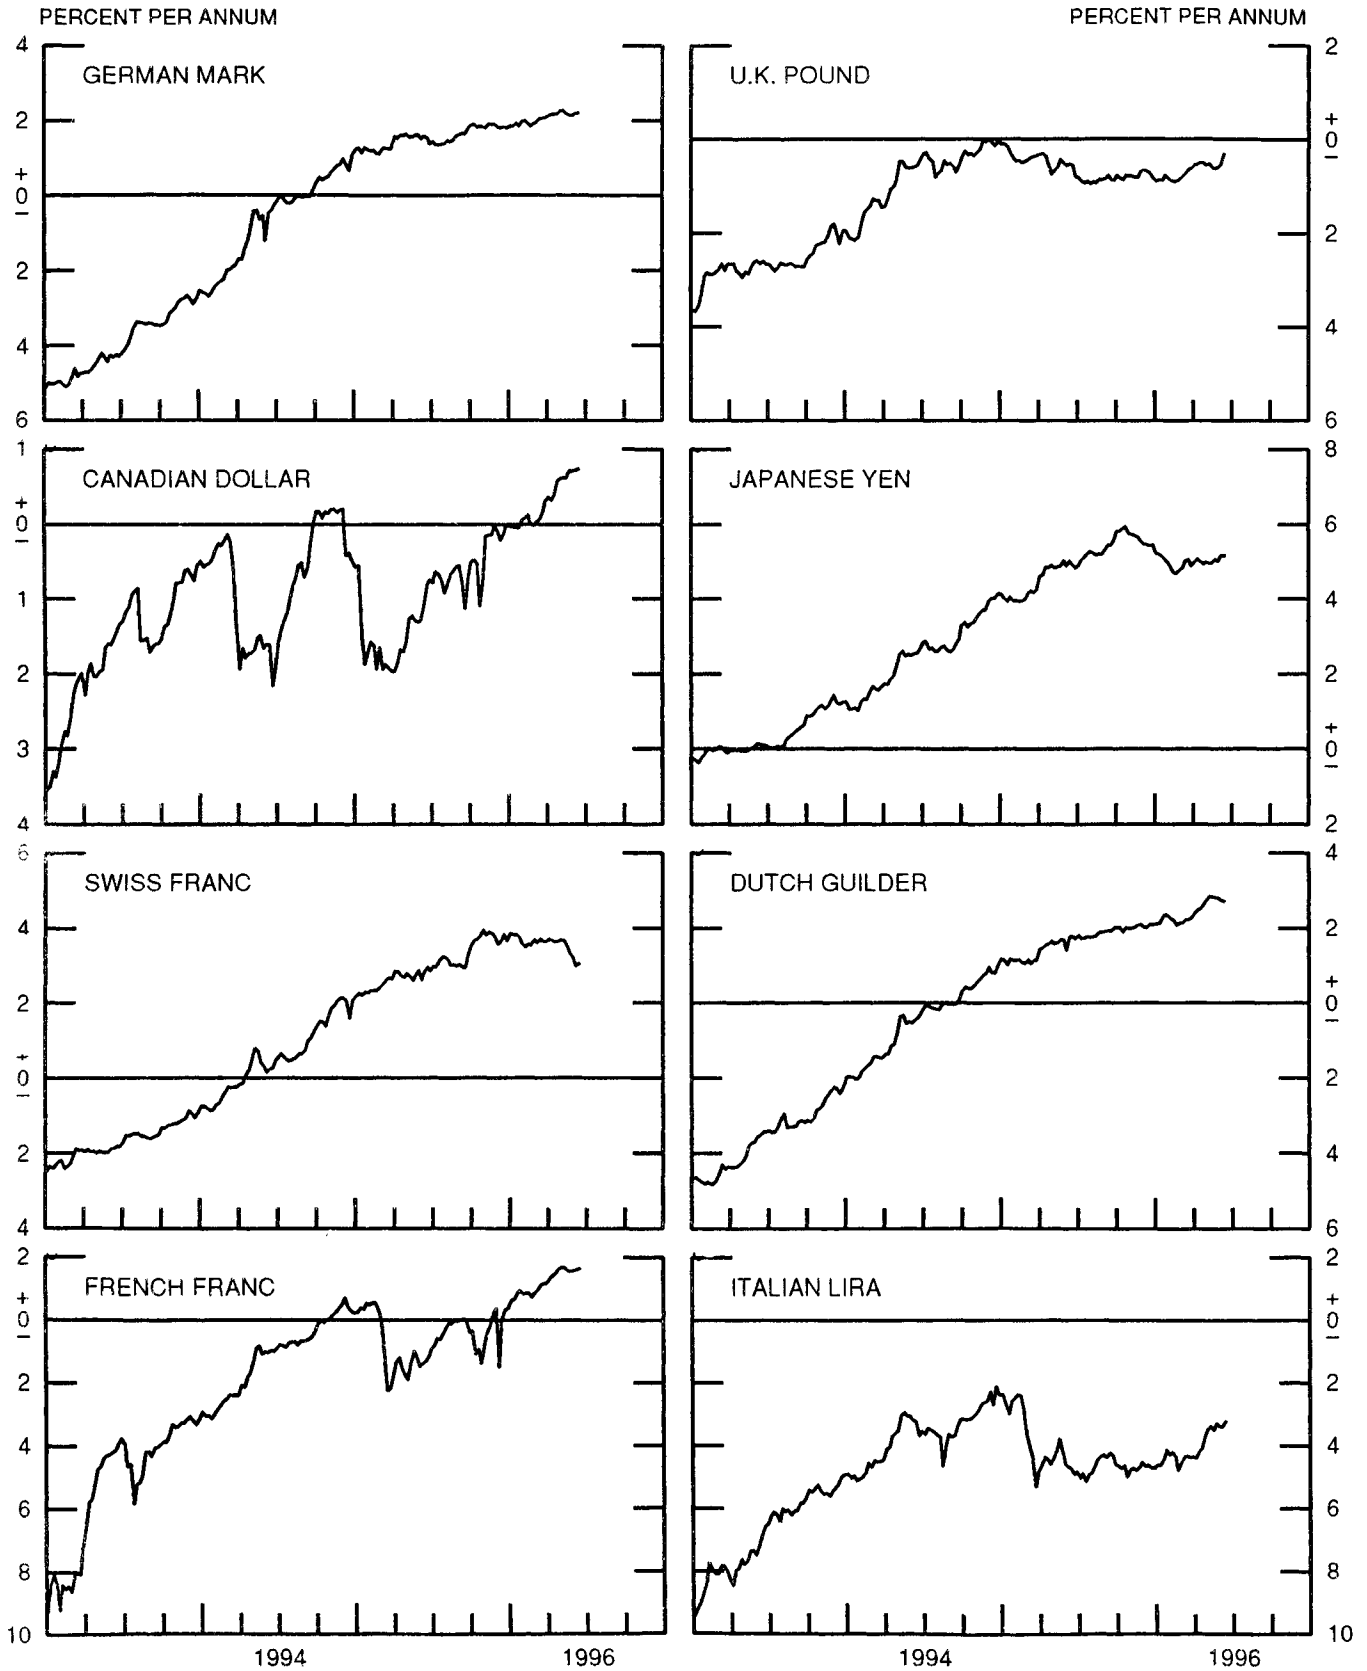 PERCENT PER ANNUM PERCENT PER ANNUM
4 GERMAN MARK U.K. POUND 2
2 + 0 −
+ 0 −
2 2
4 4
6 6
1 CANADIAN DOLLAR JAPANESE YEN 8
+ 0 − 6
1 4
2 2
3 + 0 −
4 2
6 SWISS FRANC DUTCH GUILDER 4
4 2
2 + 0 −
+ 0 − 2
2 4
4 6
2 FRENCH FRANC ITALIAN LIRA 2
+ 0 − + 0 −
2 2
4 4
6 6
8 8
10 10
1994 1996 1994 1996